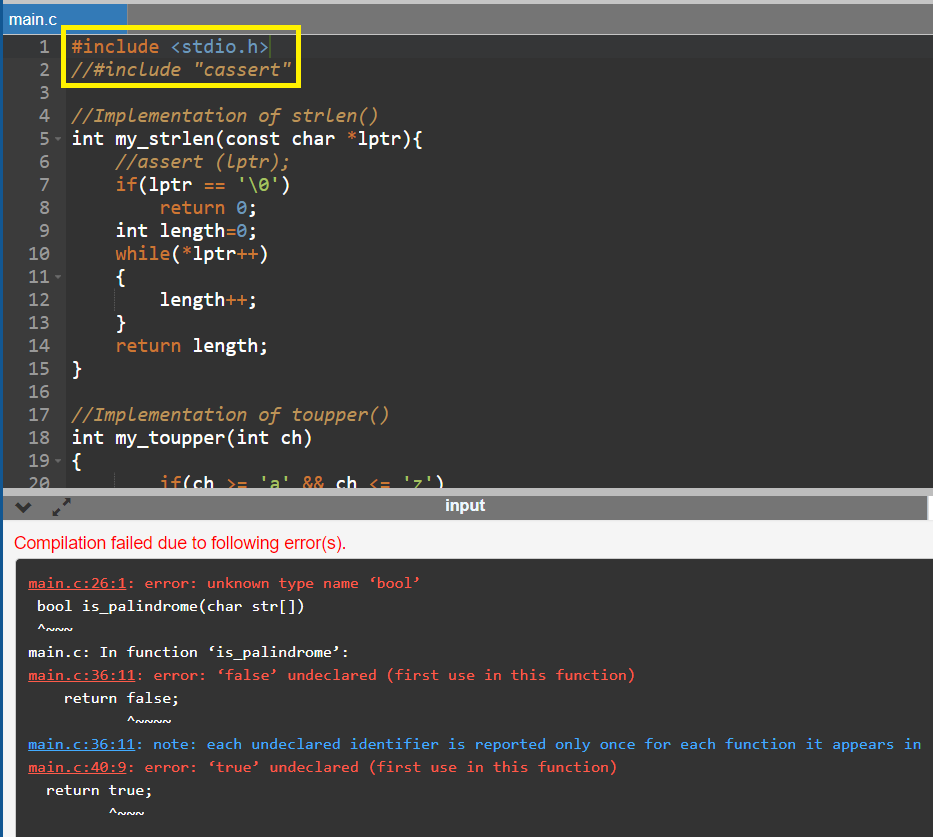 main.c
1 #include <stdio.h>
2 //#include "cassert"
3
4 //Implementation of strlen()
5 int my_strlen(const char *lptr){
6 //assert (lptr);
7 if(lptr == '\0')
8 return 0;
9 int length=0;
10 while(*lptr++)
11 {
12 length++;
13 }
14 return length;
15 }
16
17 //Implementation of toupper()
18 int my_toupper(int ch)
19 {
20 if(ch >= 'a' && ch <= 'z')
input
Compilation failed due to following error(s).
main.c:26:1: error: unknown type name ‘bool’
bool is_palindrome(char str[])
^~~~
main.c: In function ‘is_palindrome’:
main.c:36:11: error: ‘false’ undeclared (first use in this function)
return false;
^~~~~
main.c:36:11: note: each undeclared identifier is reported only once for each function it appears in
main.c:40:9: error: ‘true’ undeclared (first use in this function)
return true;
^~~~